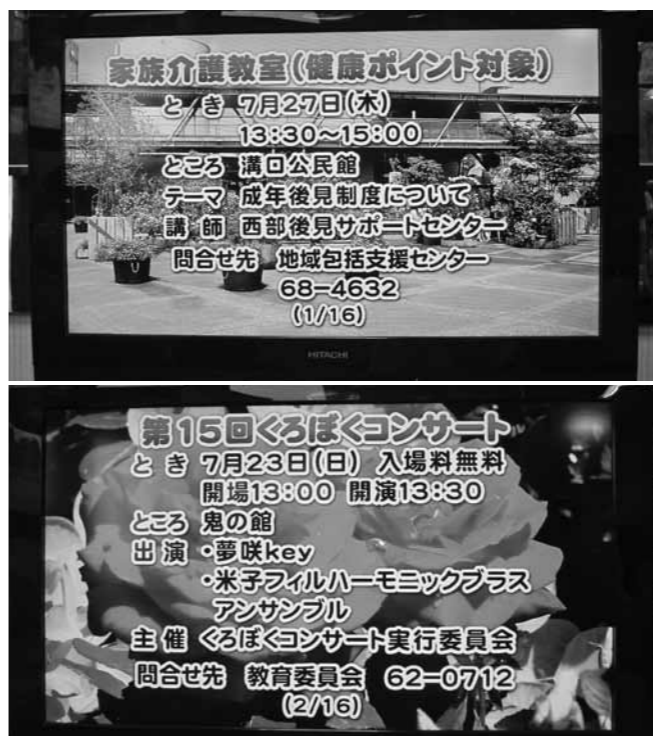 家族介護教室(健康ポイント対象)
とき 7月27日(木)
13:30~15:00
ところ 溝口公民館
テーマ 成年後見制度について
講師 西部後見サポートセンター
問合せ先 地域包括支援センター
68-4632
(1/16)
HITACHI
第15回くろぼくコンサート
とき 7月23日(日) 入場料無料
開場13:00 開演13:30
ところ 鬼の館
出演 ・夢咲key
・米子フィルハーモニックブラス
アンサンブル
主催 くろぼくコンサート実行委員会
問合せ先 教育委員会 62-0712
(2/16)